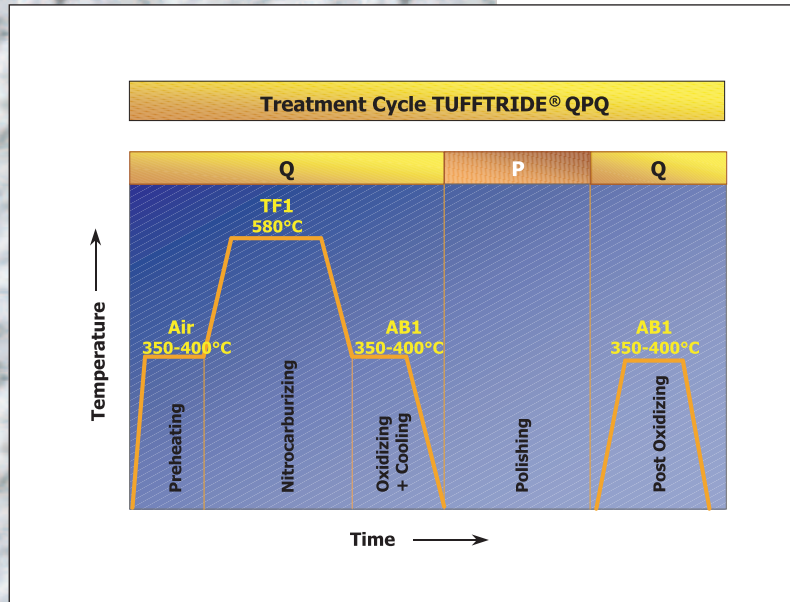 Treatment Cycle TUFFTRIDE® QPQ
Q
P
Q
TF1
580°C
Air
350-400°C
AB1
350-400°C
AB1
350-400°C
Preheating
Nitrocarburizing
Oxidizing
+ Cooling
Polishing
Post Oxidizing
Temperature
Time